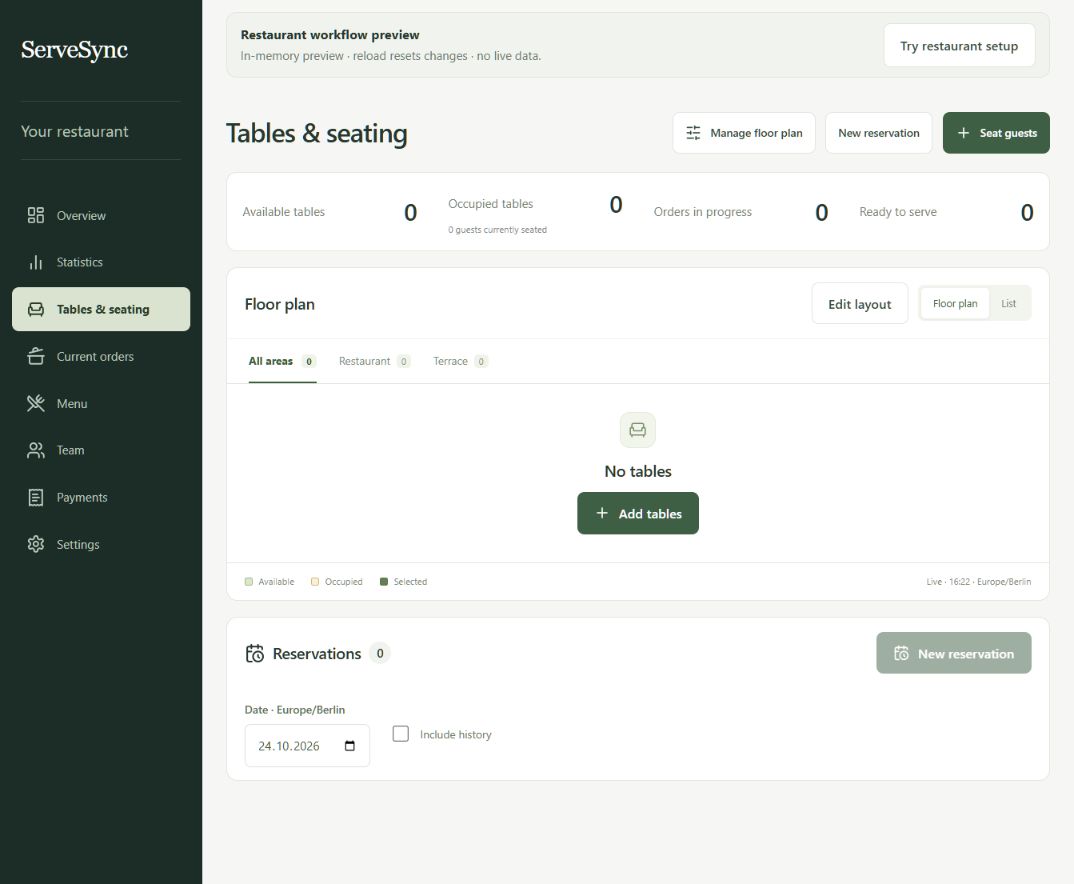 ServeSync
Your restaurant
Overview
Statistics
Tables & seating
Current orders
Menu
Team
Payments
Settings
Restaurant workflow preview
In-memory preview · reload resets changes · no live data.
Try restaurant setup
Tables & seating
Manage floor plan
New reservation
Seat guests
Available tables 0
Occupied tables 0
0 guests currently seated
Orders in progress 0
Ready to serve 0
Floor plan
Edit layout
Floor plan
List
All areas 0
Restaurant 0
Terrace 0
No tables
Add tables
Available
Occupied
Selected
Live · 16:22 · Europe/Berlin
Reservations 0
New reservation
Date · Europe/Berlin
24.10.2026
Include history